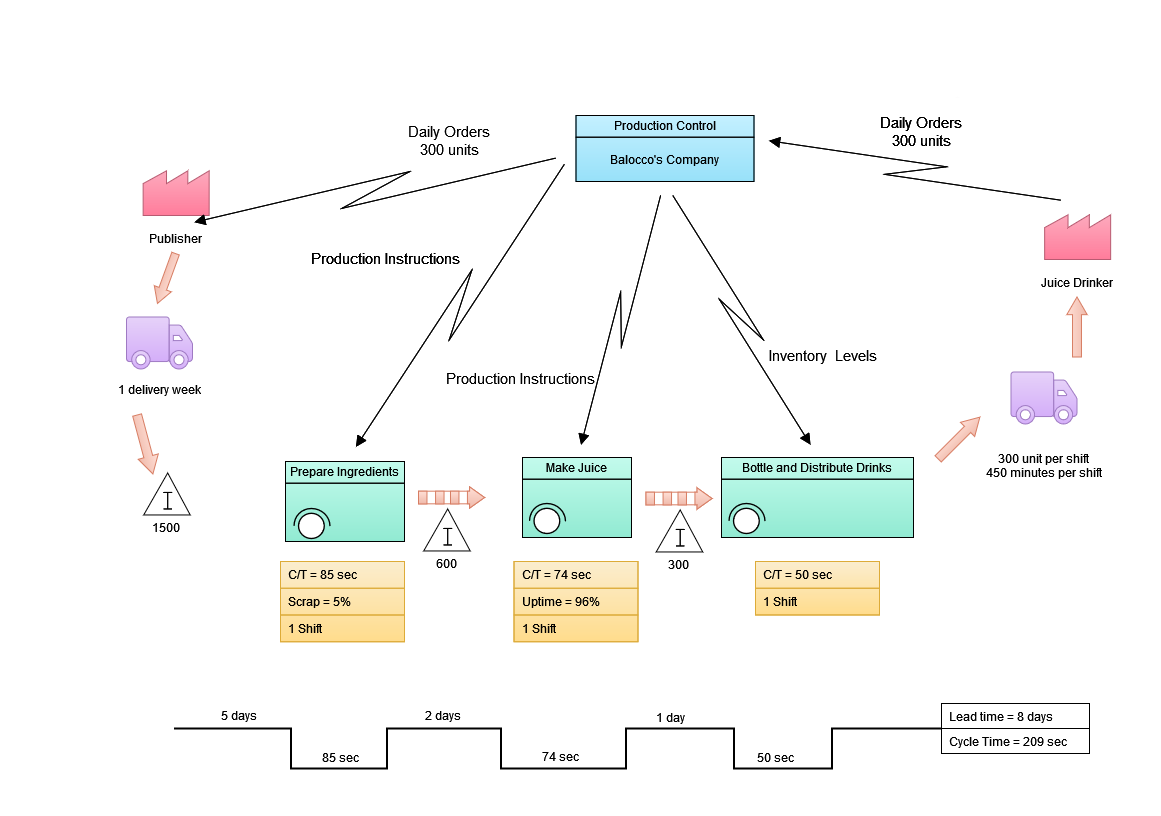 Daily Orders
300 units
Production Control
Balocco's Company
Daily Orders
300 units
Publisher
Production Instructions
Juice Drinker
1 delivery week
Inventory Levels
Production Instructions
300 unit per shift
450 minutes per shift
Prepare Ingredients
Make Juice
Bottle and Distribute Drinks
I
1500
I
600
I
300
C/T = 85 sec
Scrap = 5%
1 Shift
C/T = 74 sec
Uptime = 96%
1 Shift
C/T = 50 sec
1 Shift
5 days
2 days
1 day
85 sec
74 sec
50 sec
Lead time = 8 days
Cycle Time = 209 sec